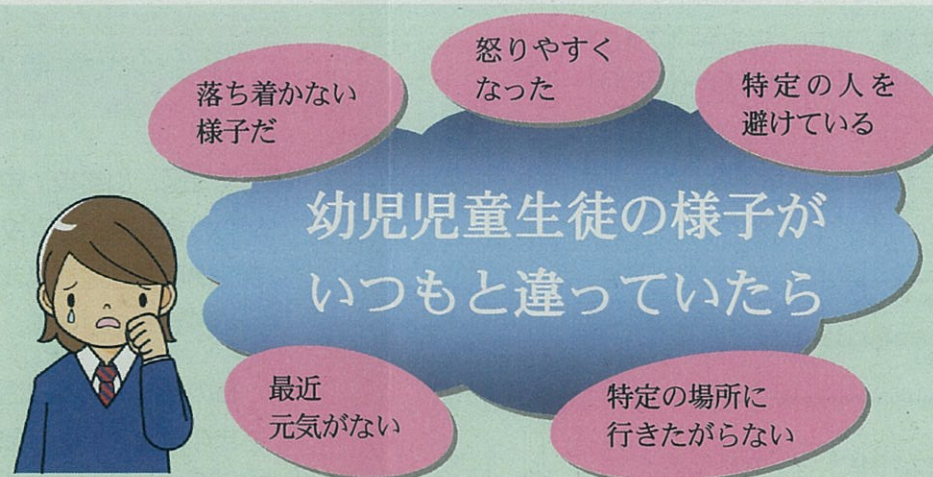 怒りやすく
なった
落ち着かない
様子だ
特定の人を
避けている
幼児児童生徒の様子が
いつもと違っていたら
最近
元気がない
特定の場所に
行きたがらない